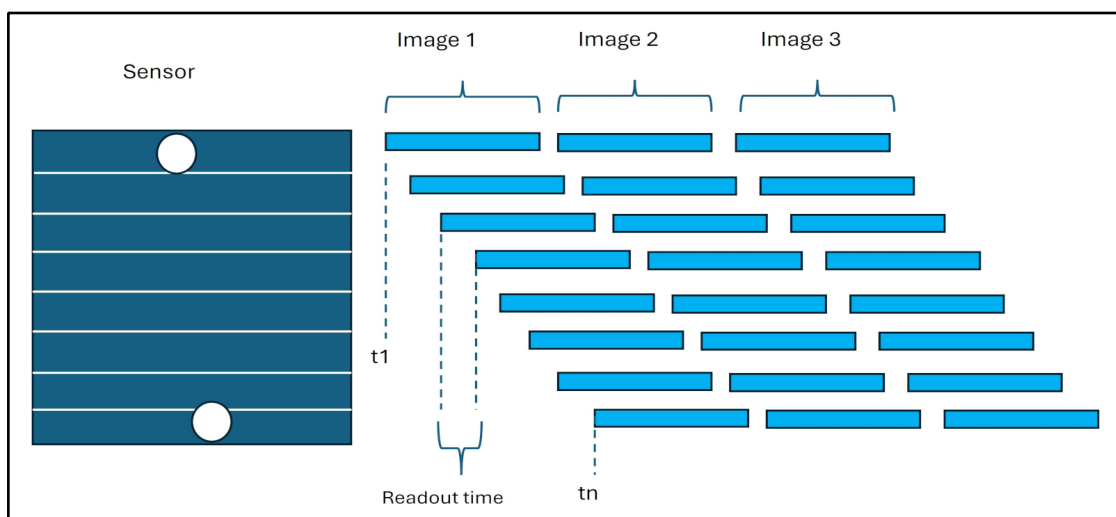 Image 1
Image 2
Image 3
Sensor
t1
Readout time
tn